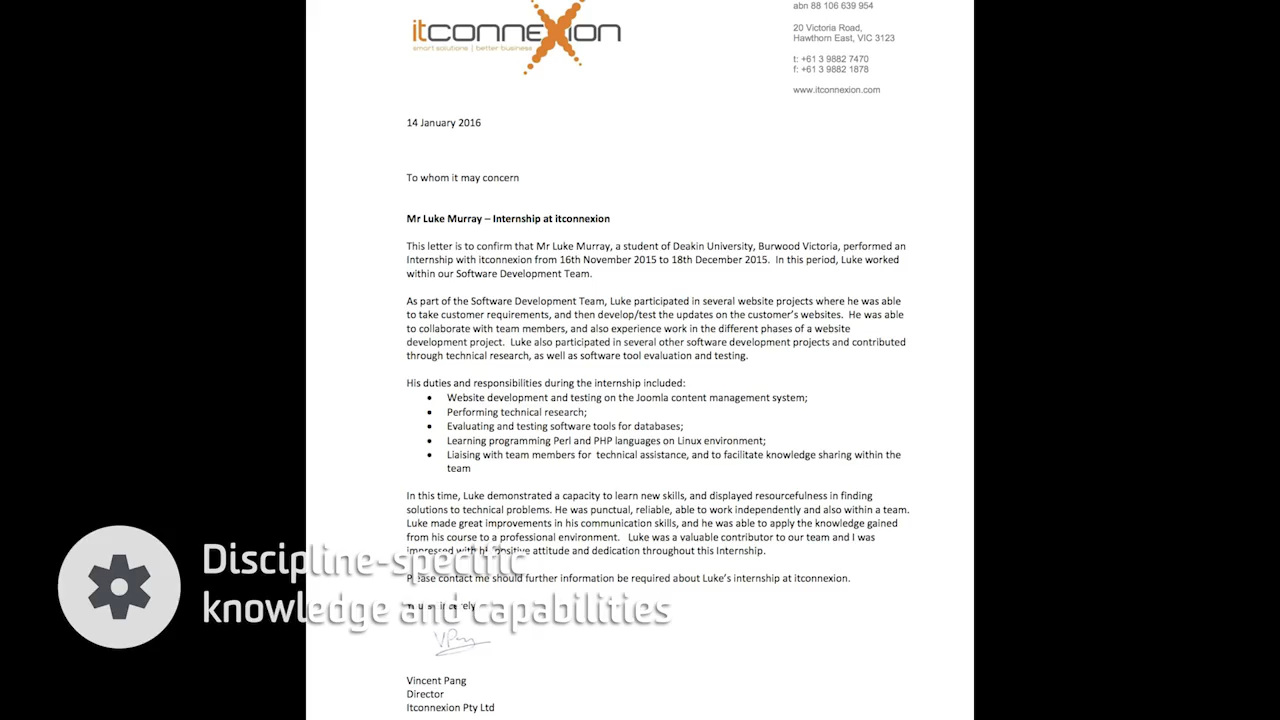 itconnexion
smart solutions | better business
abn 88 106 639 954
20 Victoria Road,
Hawthorn East, VIC 3123
t: +61 3 9882 7470
f: +61 3 9882 1878
www.itconnexion.com
14 January 2016
To whom it may concern
Mr Luke Murray – Internship at itconnexion
This letter is to confirm that Mr Luke Murray, a student of Deakin University, Burwood Victoria, performed an
Internship with itconnexion from 16th November 2015 to 18th December 2015.  In this period, Luke worked
within our Software Development Team.
As part of the Software Development Team, Luke participated in several website projects where he was able
to take customer requirements, and then develop/test the updates on the customer's websites.  He was able
to collaborate with team members, and also experience work in the different phases of a website
development project.  Luke also participated in several other software development projects and contributed
through technical research, as well as software tool evaluation and testing.
His duties and responsibilities during the internship included:
• Website development and testing on the Joomla content management system;
• Performing technical research;
• Evaluating and testing software tools for databases;
• Learning programming Perl and PHP languages on Linux environment;
• Liaising with team members for  technical assistance, and to facilitate knowledge sharing within the
team
In this time, Luke demonstrated a capacity to learn new skills, and displayed resourcefulness in finding
solutions to technical problems. He was punctual, reliable, able to work independently and also within a team.
Luke made great improvements in his communication skills, and he was able to apply the knowledge gained
from his course to a professional environment.   Luke was a valuable contributor to our team and I was
impressed with his positive attitude and dedication throughout this Internship.
Please contact me should further information be required about Luke's internship at itconnexion.
Yours sincerely
VPang
Vincent Pang
Director
Itconnexion Pty Ltd
Discipline-specific
knowledge and capabilities